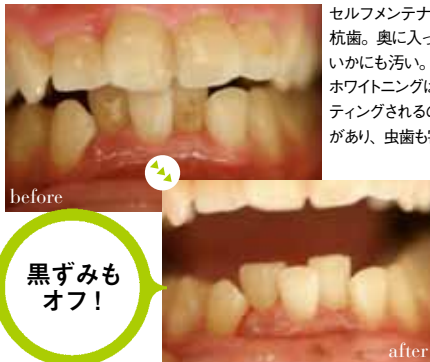 セルフメンテナ
杭歯。奥に入っ
いかにも汚い。
ホワイトニングは
ティングされるの
があり、虫歯も
before
黒ずみも
オフ！
after